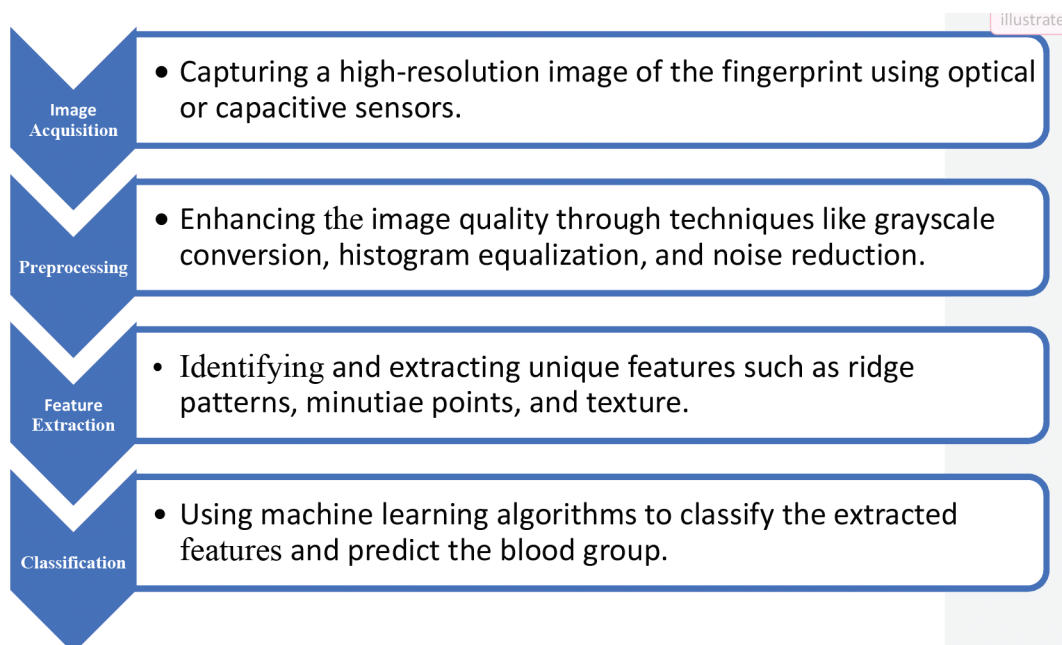 illustrate
Image
Acquisition
• Capturing a high-resolution image of the fingerprint using optical
or capacitive sensors.
Preprocessing
• Enhancing the image quality through techniques like grayscale
conversion, histogram equalization, and noise reduction.
Feature
Extraction
• Identifying and extracting unique features such as ridge
patterns, minutiae points, and texture.
Classification
• Using machine learning algorithms to classify the extracted
features and predict the blood group.